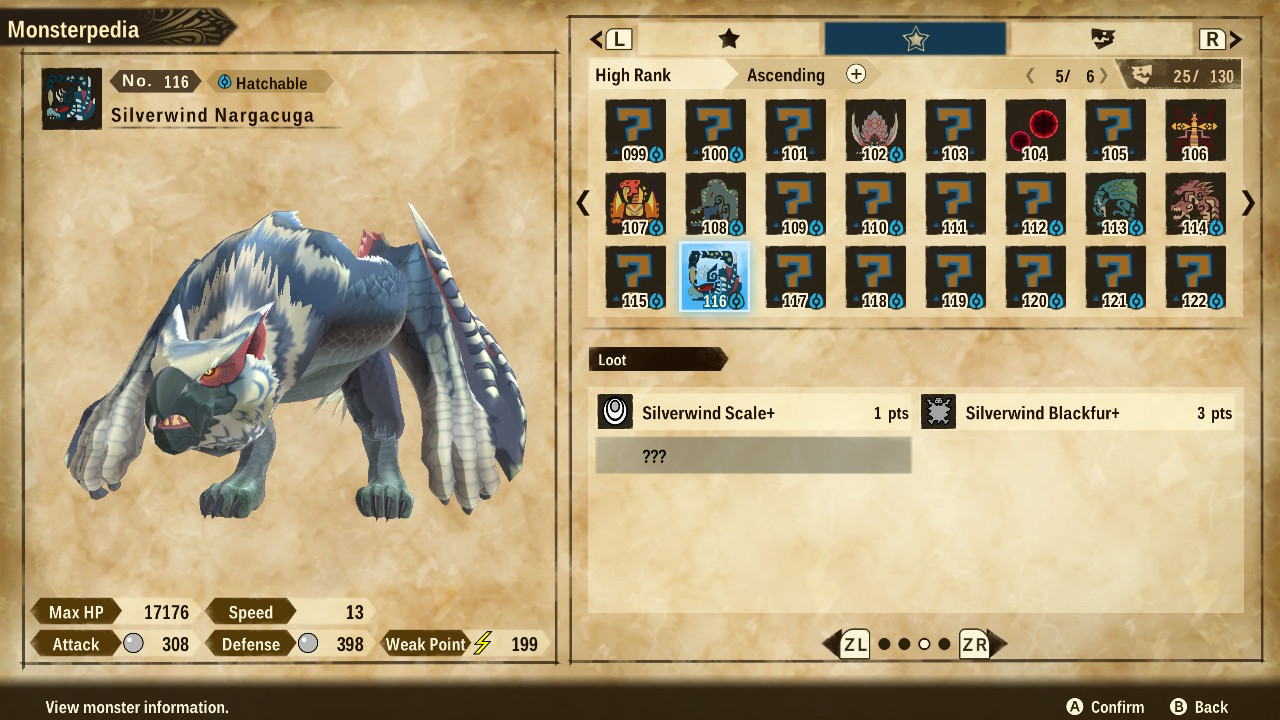 Monsterpedia
No. 116 Hatchable
Silverwind Nargacuga
Max HP 17176 Speed 13
Attack 308 Defense 398 Weak Point 199
L R
High Rank Ascending 5/ 6 25/ 130
? ? ? ? ?
099 100 101 102 103 104 105 106
? ? ? ?
107 108 109 110 111 112 113 114
? ? ? ? ? ? ?
115 116 117 118 119 120 121 122
Loot
Silverwind Scale+ 1 pts Silverwind Blackfur+ 3 pts
???
ZL ZR
View monster information.
A Confirm B Back